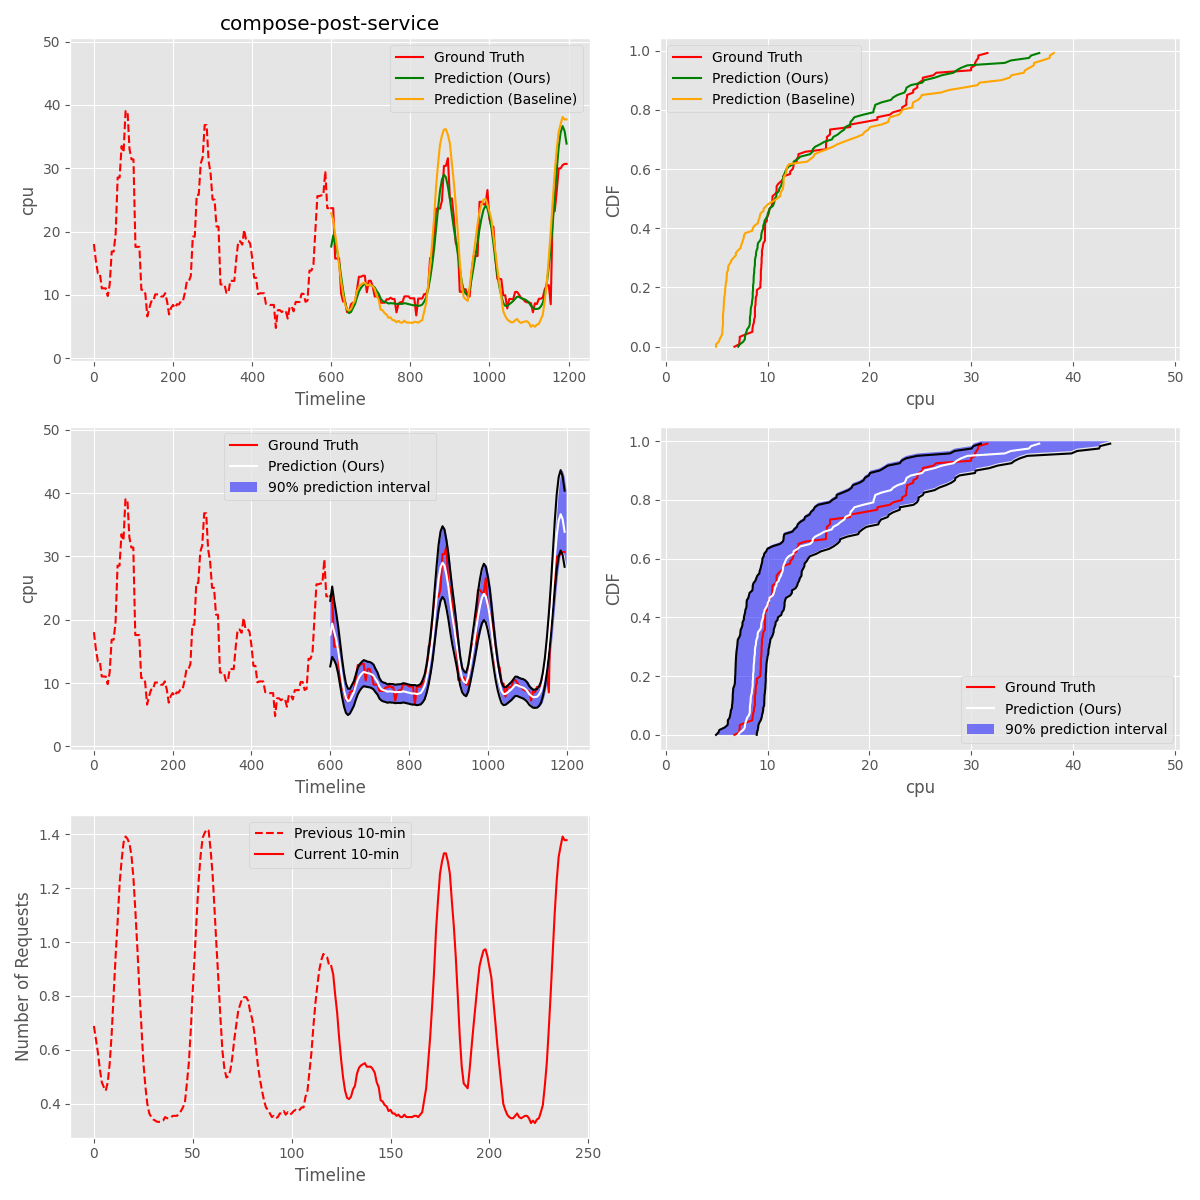 compose-post-service
50
40
30
20
10
0
cpu
0 200 400 600 800 1000 1200
Timeline
Ground Truth
Prediction (Ours)
Prediction (Baseline)
1.0
0.8
0.6
0.4
0.2
0.0
CDF
0 10 20 30 40 50
cpu
Ground Truth
Prediction (Ours)
Prediction (Baseline)
50
40
30
20
10
0
cpu
0 200 400 600 800 1000 1200
Timeline
Ground Truth
Prediction (Ours)
90% prediction interval
1.0
0.8
0.6
0.4
0.2
0.0
CDF
0 10 20 30 40 50
cpu
Ground Truth
Prediction (Ours)
90% prediction interval
1.4
1.2
1.0
0.8
0.6
0.4
Number of Requests
0 50 100 150 200 250
Timeline
Previous 10-min
Current 10-min